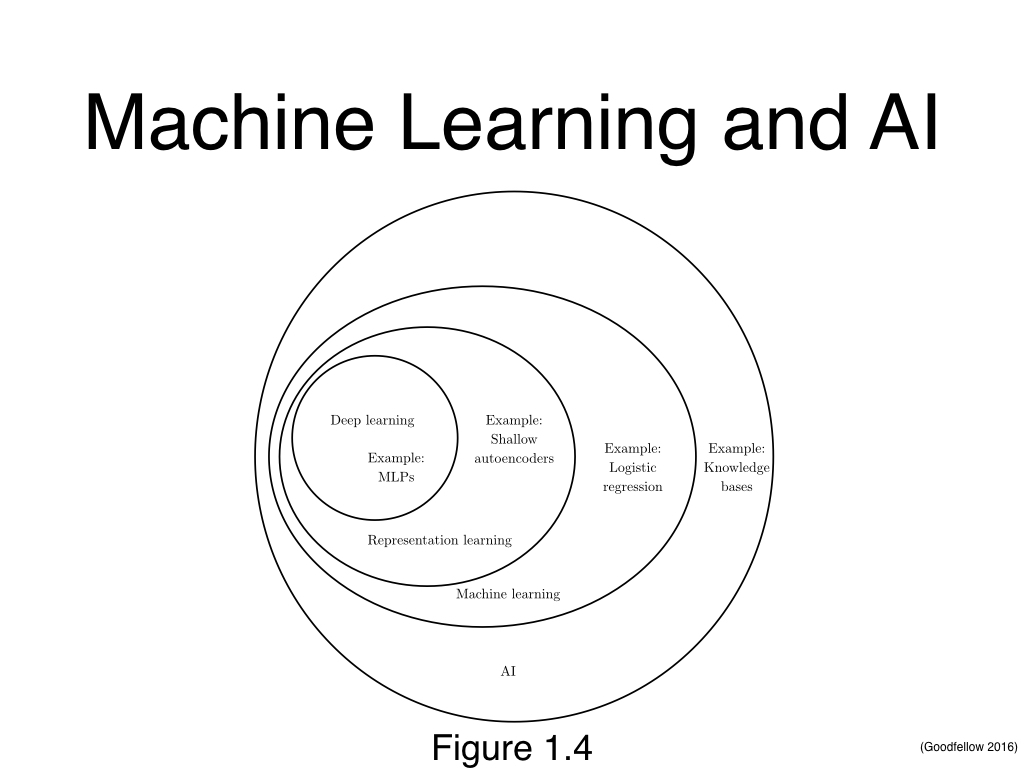 Machine Learning and AI
Deep learning
Example:
MLPs
Example:
Shallow
autoencoders
Example:
Logistic
regression
Example:
Knowledge
bases
Representation learning
Machine learning
AI
Figure 1.4
(Goodfellow 2016)